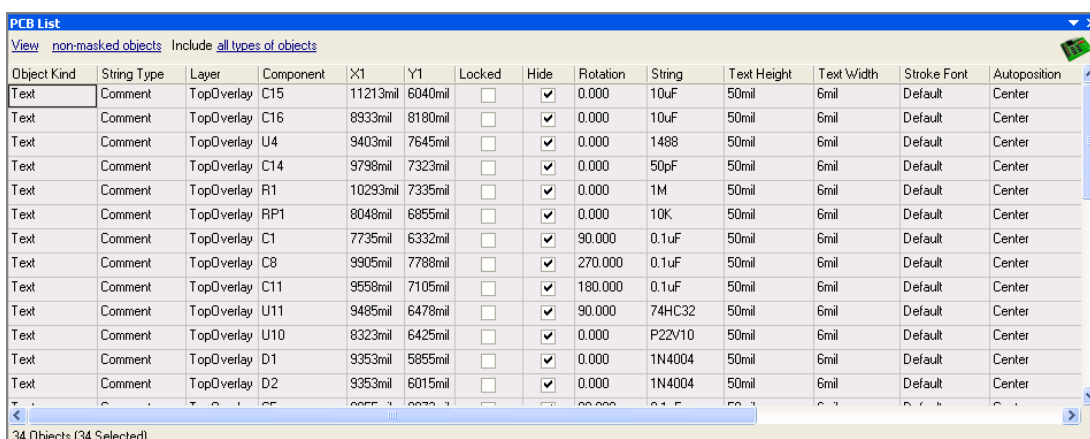 PCB List
View non-masked objects Include all types of objects
Object Kind String Type Layer Component X1 Y1 Locked Hide Rotation String Text Height Text Width Stroke Font Autoposition
Text Comment TopOverlay C15 11213mil 6040mil 0.000 10uF 50mil 6mil Default Center
Text Comment TopOverlay C16 8933mil 8180mil 0.000 10uF 50mil 6mil Default Center
Text Comment TopOverlay U4 9403mil 7645mil 0.000 1488 50mil 6mil Default Center
Text Comment TopOverlay C14 9798mil 7323mil 0.000 50pF 50mil 6mil Default Center
Text Comment TopOverlay R1 10293mil 7335mil 0.000 1M 50mil 6mil Default Center
Text Comment TopOverlay RP1 8048mil 6855mil 0.000 10K 50mil 6mil Default Center
Text Comment TopOverlay C1 7735mil 6332mil 90.000 0.1uF 50mil 6mil Default Center
Text Comment TopOverlay C8 9905mil 7788mil 270.000 0.1uF 50mil 6mil Default Center
Text Comment TopOverlay C11 9558mil 7105mil 180.000 0.1uF 50mil 6mil Default Center
Text Comment TopOverlay U11 9485mil 6478mil 90.000 74HC32 50mil 6mil Default Center
Text Comment TopOverlay U10 8323mil 6425mil 0.000 P22V10 50mil 6mil Default Center
Text Comment TopOverlay D1 9353mil 5855mil 0.000 1N4004 50mil 6mil Default Center
Text Comment TopOverlay D2 9353mil 6015mil 0.000 1N4004 50mil 6mil Default Center
34 Objects (34 Selected)